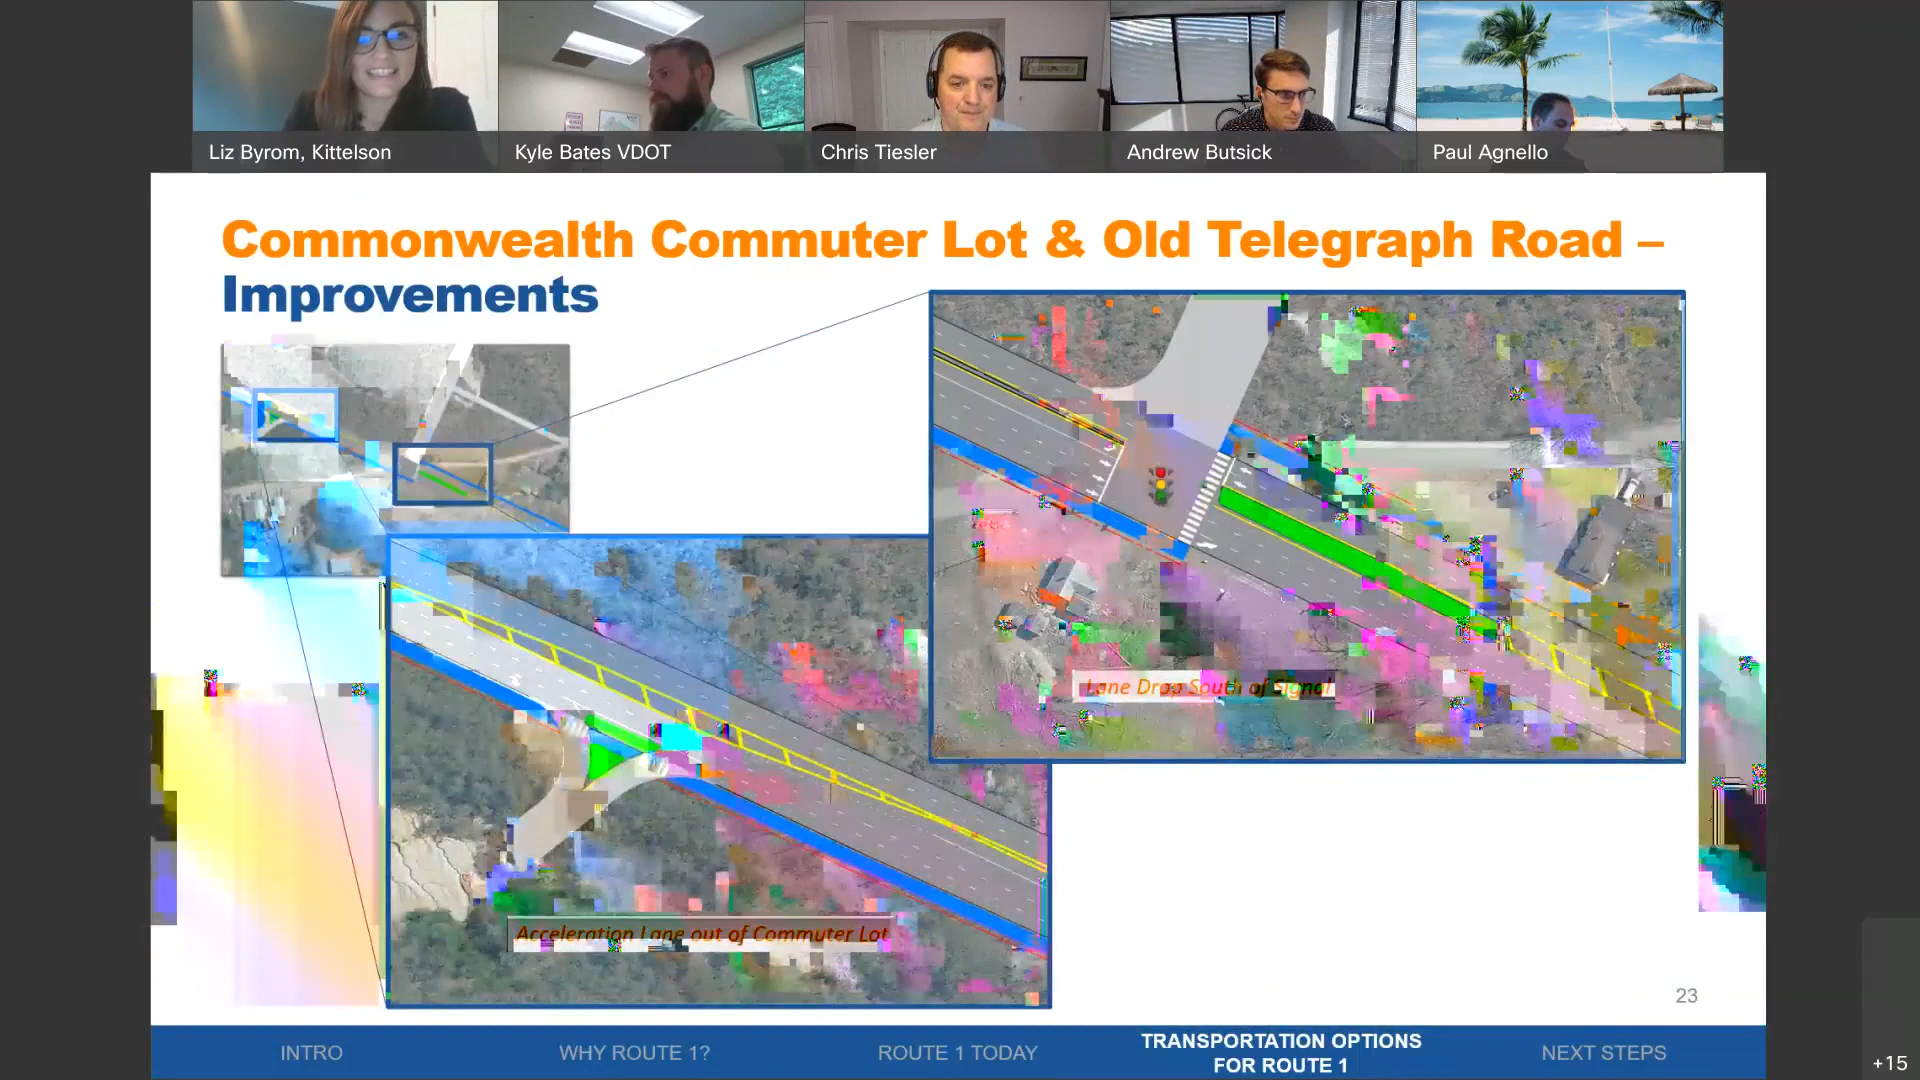 Liz Byrom, Kittelson
Kyle Bates VDOT
Chris Tiesler
Andrew Butsick
Paul Agnello
Commonwealth Commuter Lot & Old Telegraph Road –
Improvements
Lane Drop South of Signal
Acceleration Lane out of Commuter Lot
23
INTRO
WHY ROUTE 1?
ROUTE 1 TODAY
TRANSPORTATION OPTIONS
FOR ROUTE 1
NEXT STEPS
+15